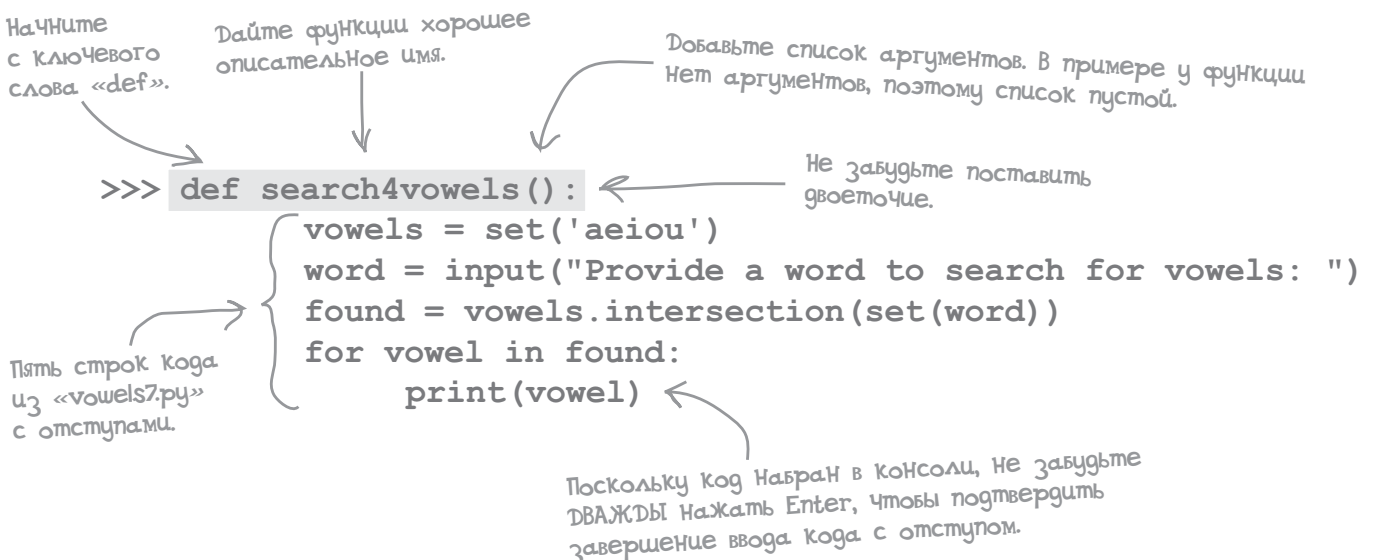 Начните
с ключевого
слова «def».
Дайте функции хорошее
описательное имя.
Добавьте список аргументов. В примере у функции
нет аргументов, поэтому список пустой.
>>> def search4vowels():
Не забудьте поставить
двоеточие.
vowels = set('aeiou')
word = input("Provide a word to search for vowels: ")
found = vowels.intersection(set(word))
for vowel in found:
print(vowel)
Пять строк кода
из «vowels7.py»
с отступами.
Поскольку код набран в консоли, не забудьте
ДВАЖДЫ нажать Enter, чтобы подтвердить
завершение ввода кода с отступом.